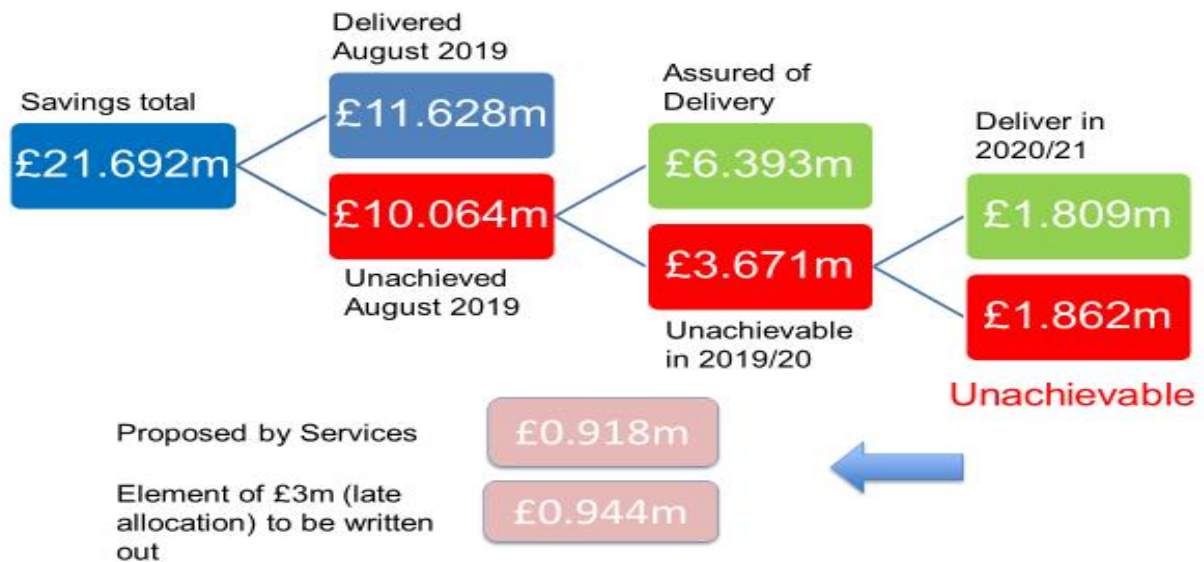 Savings total
£21.692m
Delivered
August 2019
£11.628m
£10.064m
Unachieved
August 2019
Assured of
Delivery
£6.393m
£3.671m
Unachievable
in 2019/20
Deliver in
2020/21
£1.809m
£1.862m
Unachievable
Proposed by Services
£0.918m
Element of £3m (late
allocation) to be written
out
£0.944m